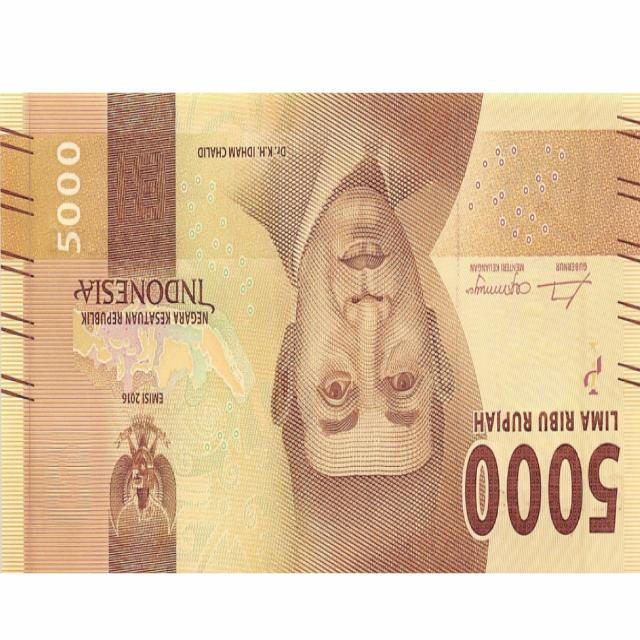 5000
LIMA RIBU RUPIAH
GUBERNUR
MENTERI KEUANGAN
EMISI 2016
NEGARA KESATUAN REPUBLIK
INDONESIA
Dr. K.H. IDHAM CHALID
5000